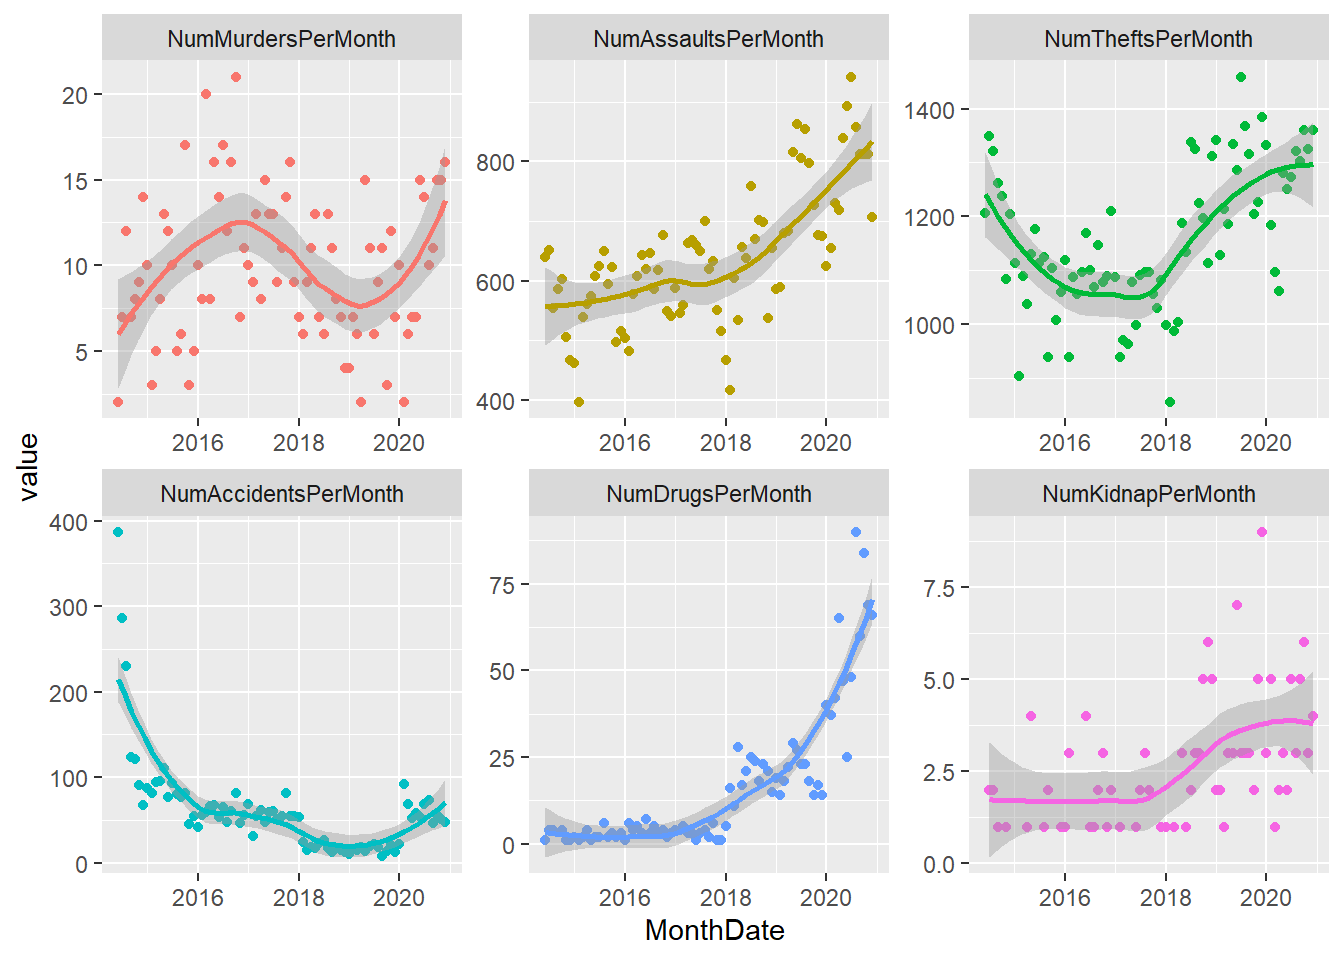 NumMurdersPerMonth
NumAssaultsPerMonth
NumTheftsPerMonth
20
15
10
5
800
600
400
1400
1200
1000
2016 2018 2020
2016 2018 2020
2016 2018 2020
value
NumAccidentsPerMonth
NumDrugsPerMonth
NumKidnapPerMonth
400
300
200
100
0
75
50
25
0
7.5
5.0
2.5
0.0
2016 2018 2020
2016 2018 2020
2016 2018 2020
MonthDate